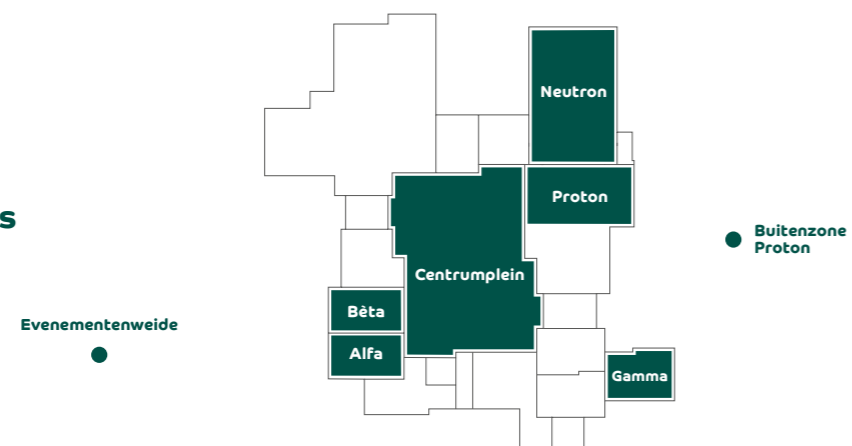 Neutron
Proton
s
Buitenzone
Proton
Centrumplein
Bèta
Evenementenweide
Alfa
Gamma